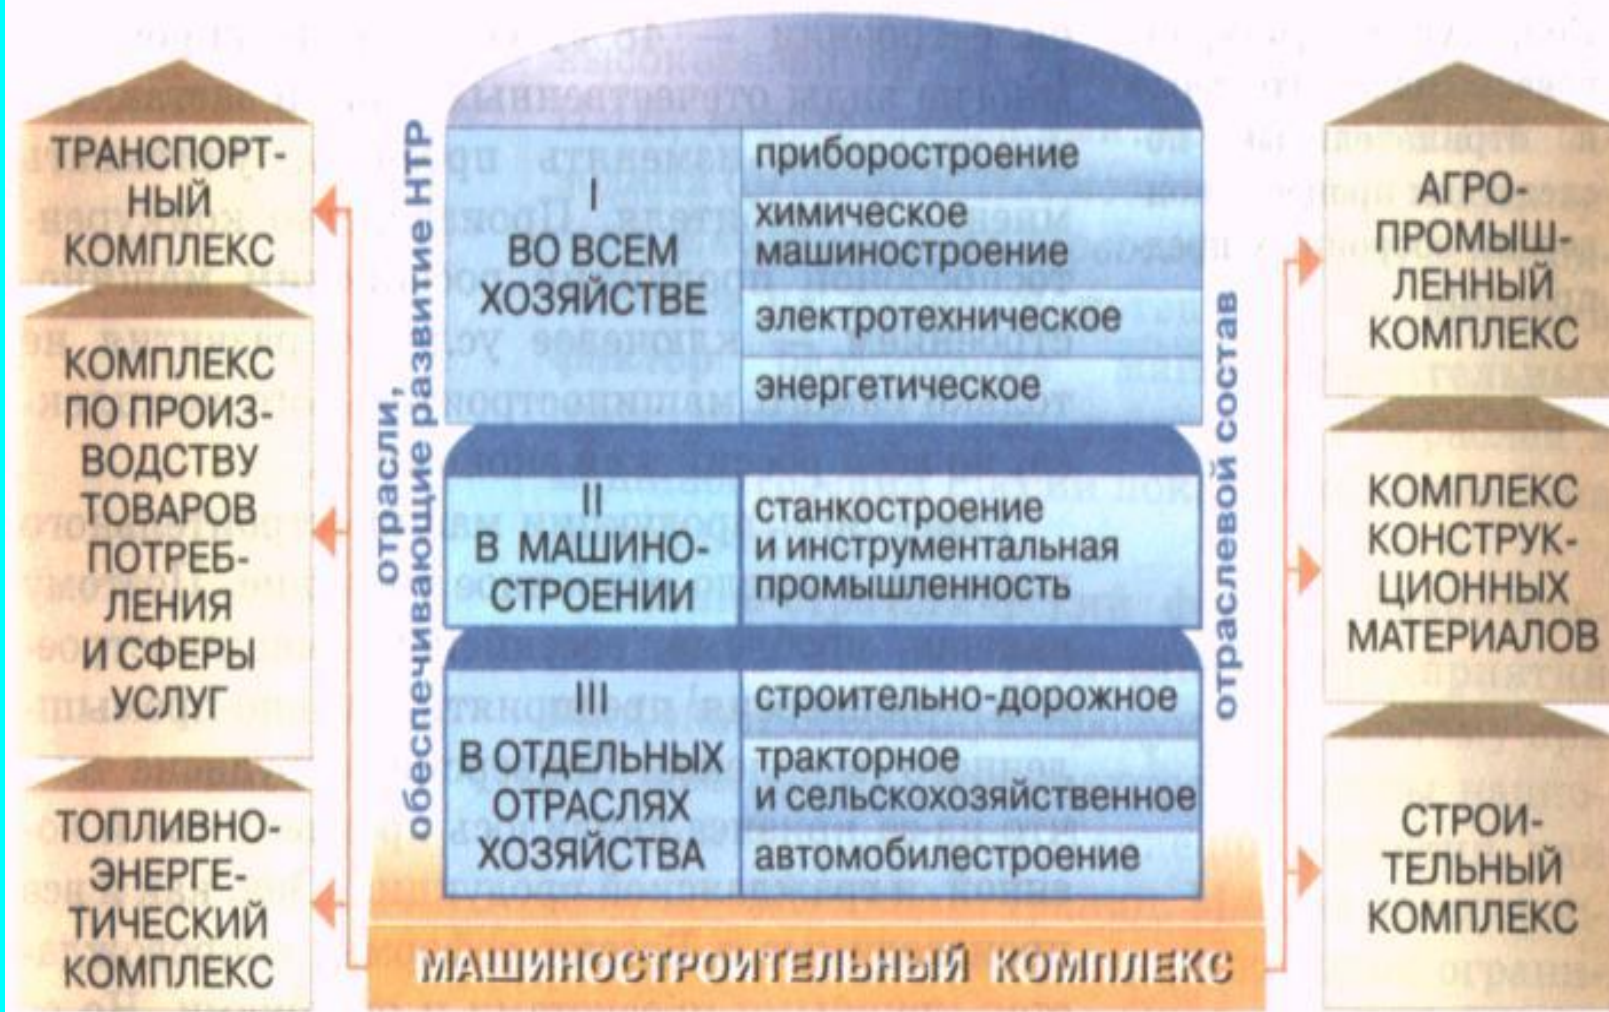 ТРАНСПОРТ-
НЫЙ
КОМПЛЕКС
КОМПЛЕКС
ПО ПРОИЗ-
ВОДСТВУ
ТОВАРОВ
ПОТРЕБ-
ЛЕНИЯ
И СФЕРЫ
УСЛУГ
ТОПЛИВНО-
ЭНЕРГЕ-
ТИЧЕСКИЙ
КОМПЛЕКС
отрасли,
обеспечивающие развитие НТР
I
ВО ВСЕМ
ХОЗЯЙСТВЕ
приборостроение
химическое
машиностроение
электротехническое
энергетическое
II
В МАШИНО-
СТРОЕНИИ
станкостроение
и инструментальная
промышленность
III
В ОТДЕЛЬНЫХ
ОТРАСЛЯХ
ХОЗЯЙСТВА
строительно-дорожное
тракторное
и сельскохозяйственное
автомобилестроение
отраслевой состав
МАШИНОСТРОИТЕЛЬНЫЙ КОМПЛЕКС
АГРО-
ПРОМЫШ-
ЛЕННЫЙ
КОМПЛЕКС
КОМПЛЕКС
КОНСТРУК-
ЦИОННЫХ
МАТЕРИАЛОВ
СТРОИ-
ТЕЛЬНЫЙ
КОМПЛЕКС